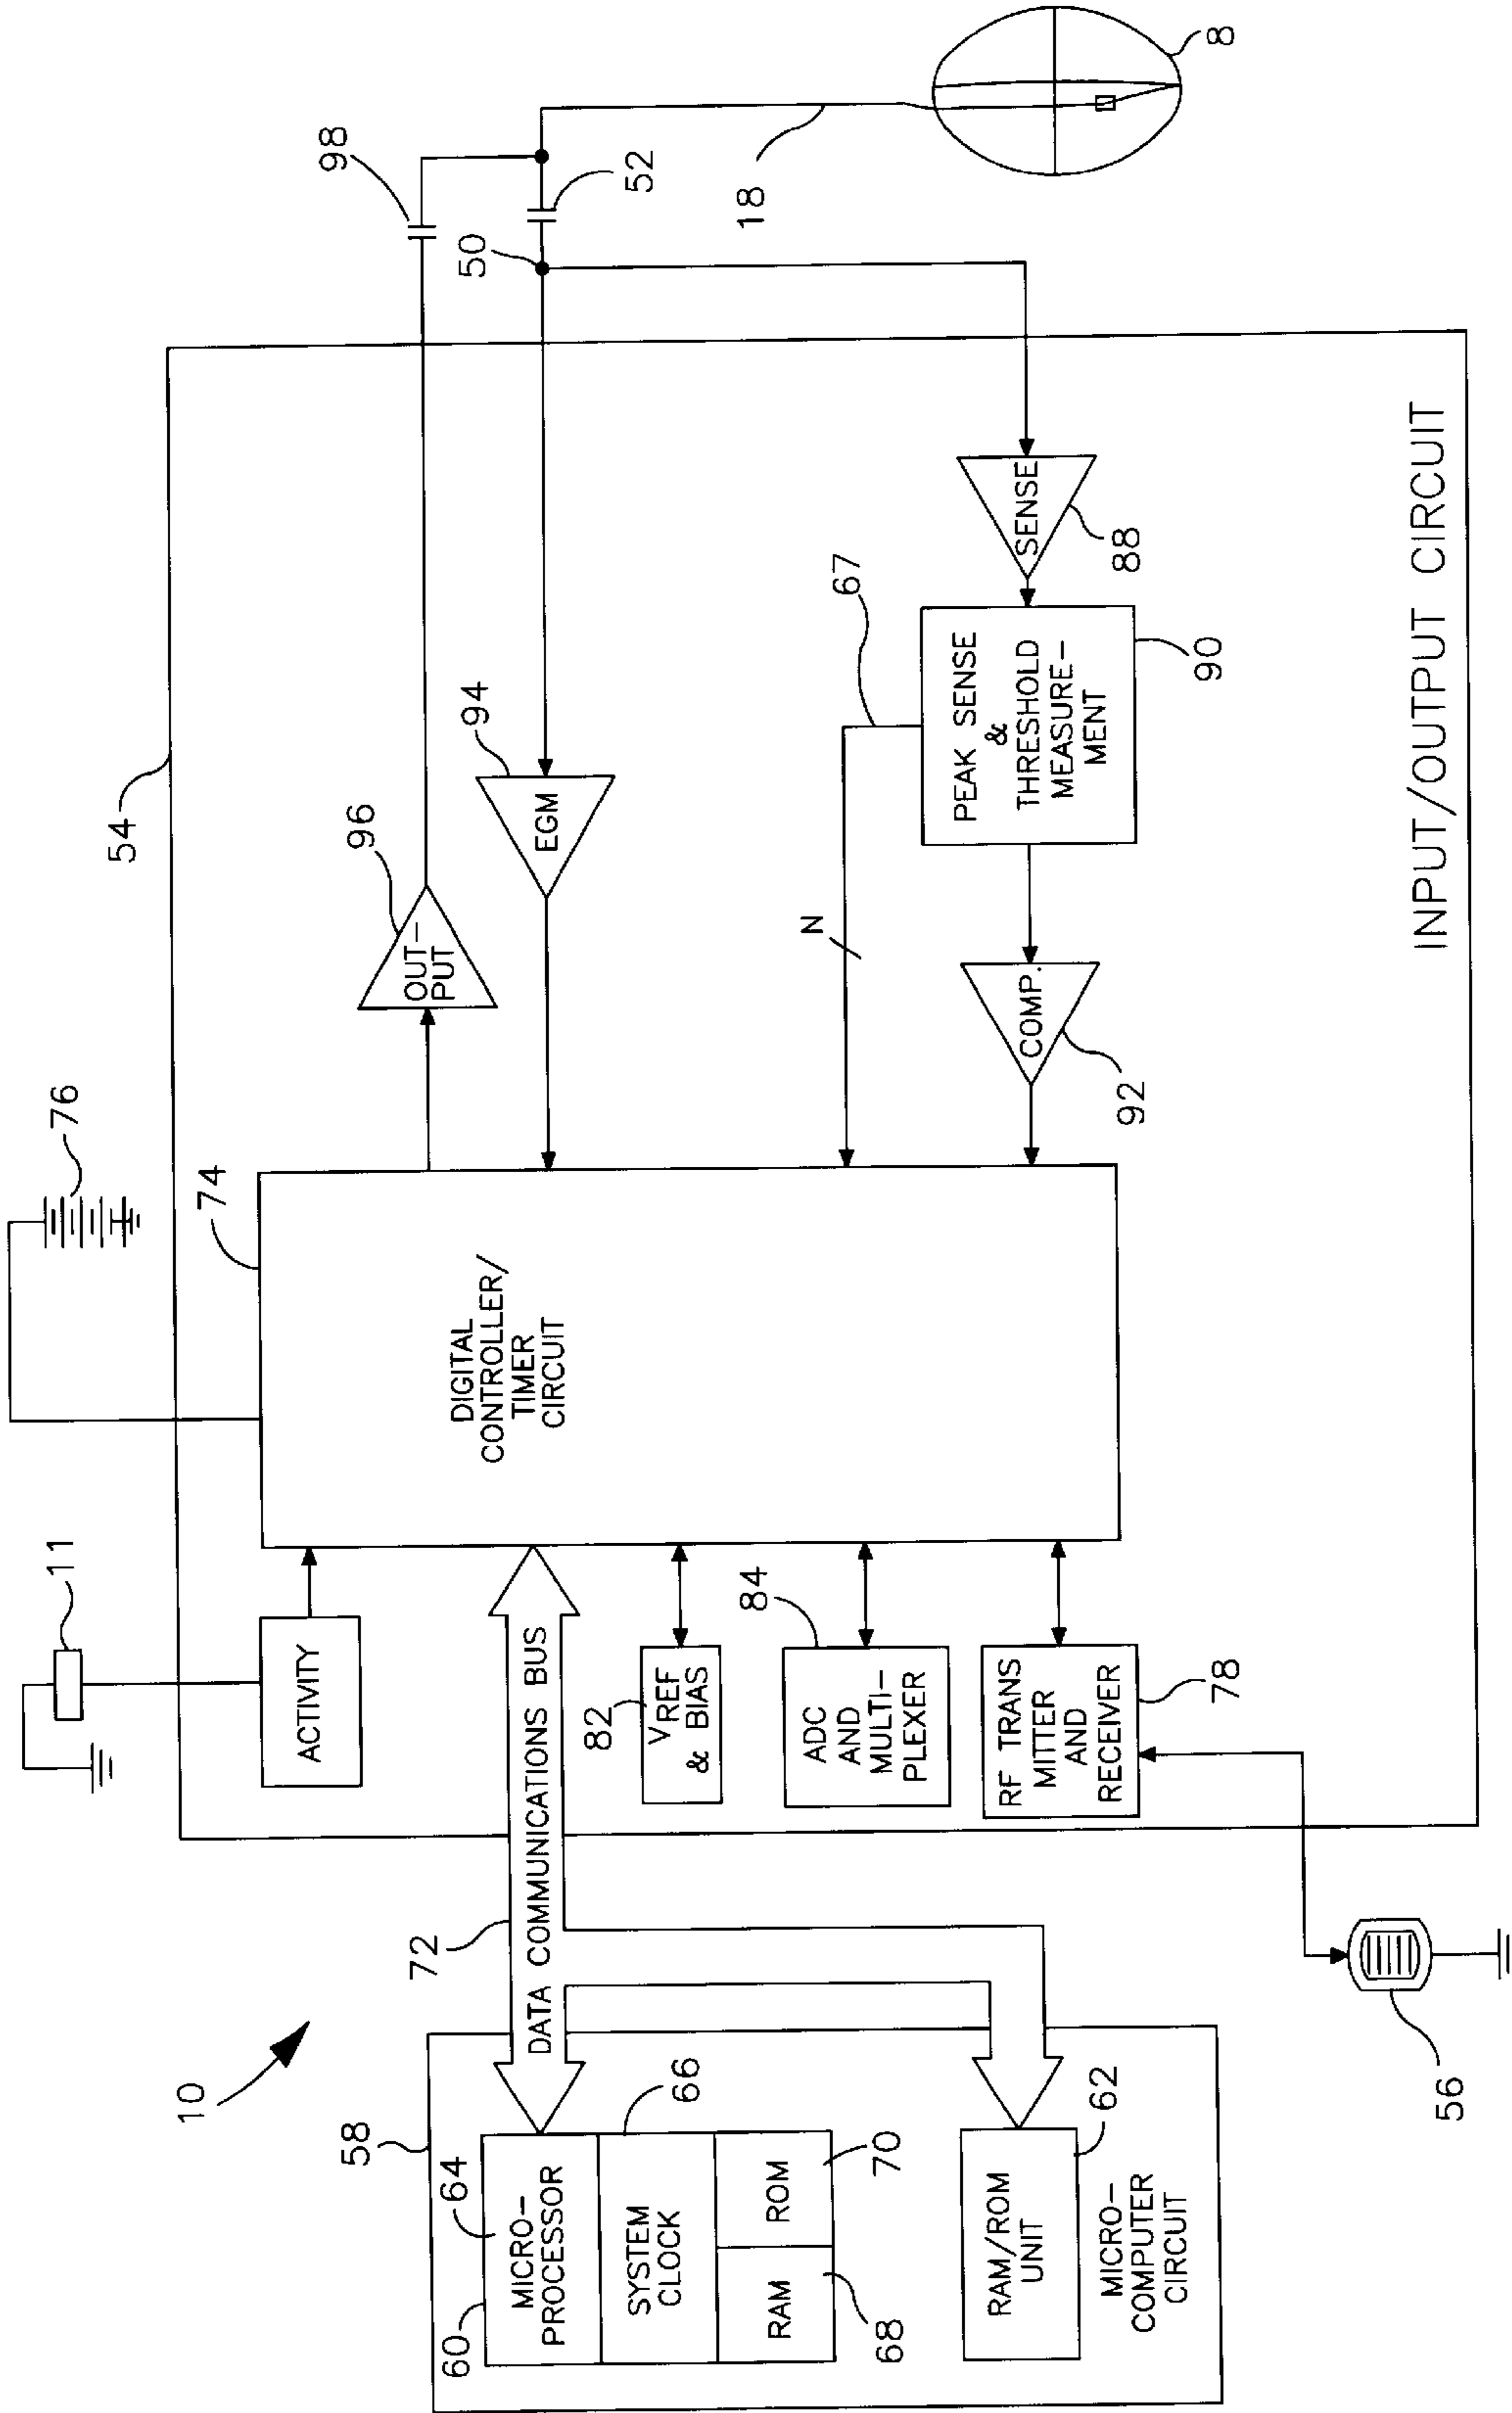 10
58
60
64
MICRO-
PROCESSOR
66
SYSTEM
CLOCK
RAM
ROM
68
70
RAM/ROM
UNIT
62
MICRO-
COMPUTER
CIRCUIT
72
DATA COMMUNICATIONS BUS
56
11
ACTIVITY
82
VREF
& BIAS
84
ADC
AND
MULTI-
PLEXER
RF TRANS
MITTER
AND
RECEIVER
78
76
74
DIGITAL
CONTROLLER/
TIMER
CIRCUIT
54
96
OUT-
PUT
94
EGM
N
67
COMP.
92
PEAK SENSE
&
THRESHOLD
MEASURE-
MENT
90
SENSE
88
INPUT/OUTPUT CIRCUIT
98
50
52
18
8